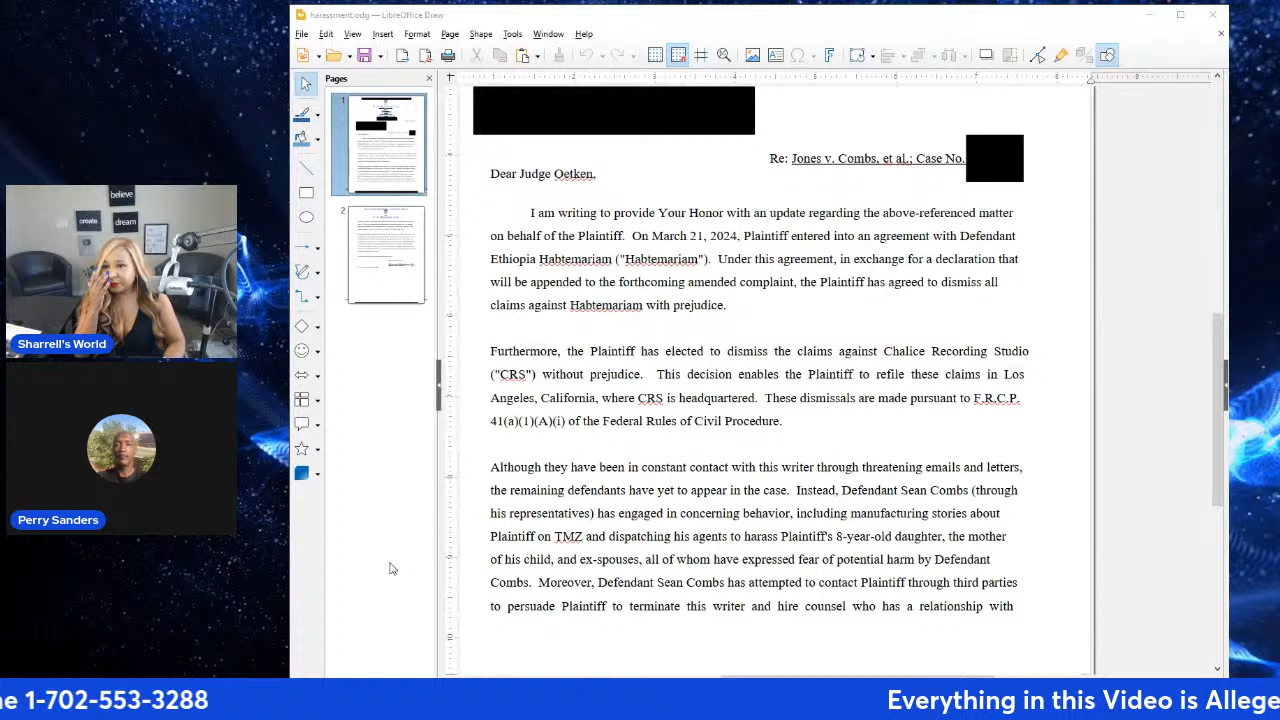 harassment.odg — LibreOffice Draw
File Edit View Insert Format Page Shape Tools Window Help
Pages
1
2
Re: Jones v. Combs, et al.; Case No.
Dear Judge Oetken,
I am writing to provide Your Honor with an update regarding the above-referenced matter
on behalf of the Plaintiff. On March 21, 2024, Plaintiff entered into an agreement with Defendant
Ethiopia Habtemariam ("Habtemariam"). Under this agreement, in exchange for a declaration that
will be appended to the forthcoming amended complaint, the Plaintiff has agreed to dismiss all
claims against Habtemariam with prejudice.
Furthermore, the Plaintiff has elected to dismiss the claims against Chalice Recording Studio
("CRS") without prejudice. This decision enables the Plaintiff to refile these claims in Los
Angeles, California, where CRS is headquartered. These dismissals are made pursuant to F.R.C.P.
41(a)(1)(A)(i) of the Federal Rules of Civil Procedure.
Although they have been in constant contact with this writer through threatening emails and letters,
the remaining defendants have yet to appear in the case. Instead, Defendant Sean Combs (through
his representatives) has engaged in concerning behavior, including manufacturing stories about
Plaintiff on TMZ and dispatching his agents to harass Plaintiff's 8-year-old daughter, the mother
of his child, and ex-spouses, all of whom have expressed fear of potential harm by Defendant
Combs. Moreover, Defendant Sean Combs has attempted to contact Plaintiff through third parties
to persuade Plaintiff to terminate this writer and hire counsel who has a relationship with
believe
create
dream
Sharrell's World
Perry Sanders
ne 1-702-553-3288
Everything in this Video is Allege